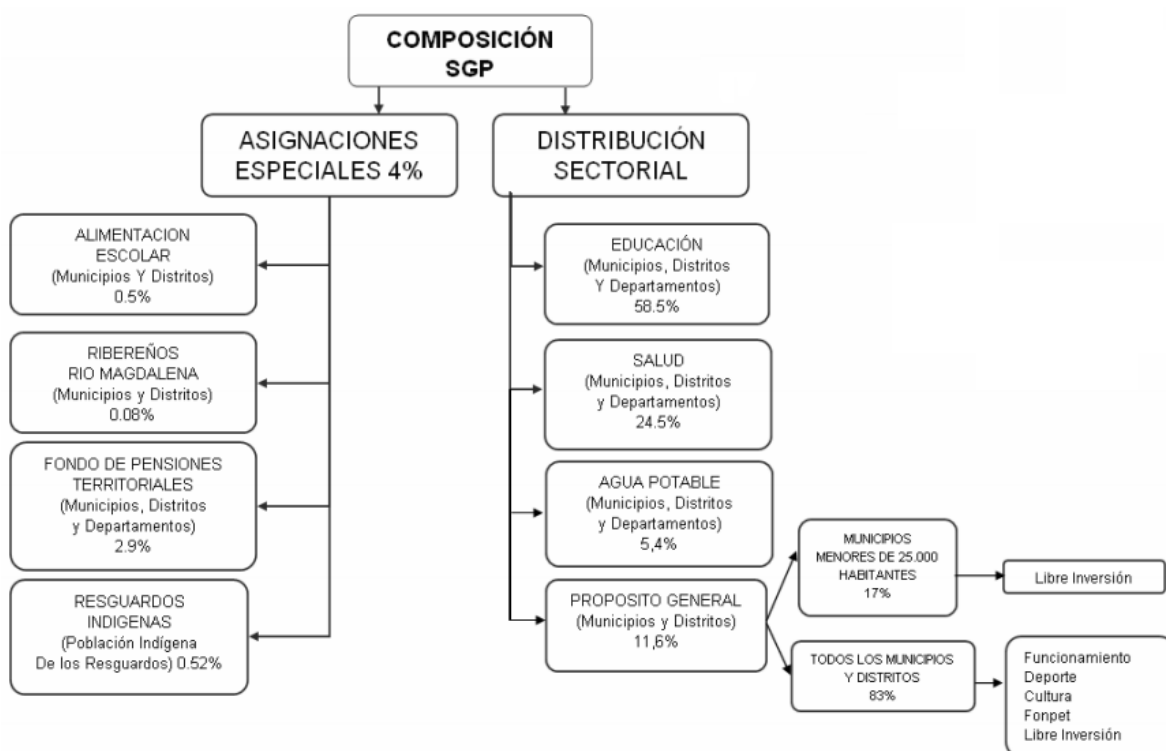 COMPOSICIÓN
SGP
ASIGNACIONES
ESPECIALES 4%
ALIMENTACION
ESCOLAR
(Municipios Y Distritos)
0.5%
RIBEREÑOS
RIO MAGDALENA
(Municipios y Distritos)
0.08%
FONDO DE PENSIONES
TERRITORIALES
(Municipios, Distritos
y Departamentos)
2.9%
RESGUARDOS
INDIGENAS
(Población Indígena
De los Resguardos) 0.52%
DISTRIBUCIÓN
SECTORIAL
EDUCACIÓN
(Municipios, Distritos
Y Departamentos)
58.5%
SALUD
(Municipios, Distritos
y Departamentos)
24.5%
AGUA POTABLE
(Municipios, Distritos
y Departamentos)
5,4%
PROPOSITO GENERAL
(Municipios y Distritos)
11,6%
MUNICIPIOS
MENORES DE 25.000
HABITANTES
17%
Libre Inversión
TODOS LOS MUNICIPIOS
Y DISTRITOS
83%
Funcionamiento
Deporte
Cultura
Fonpet
Libre Inversión